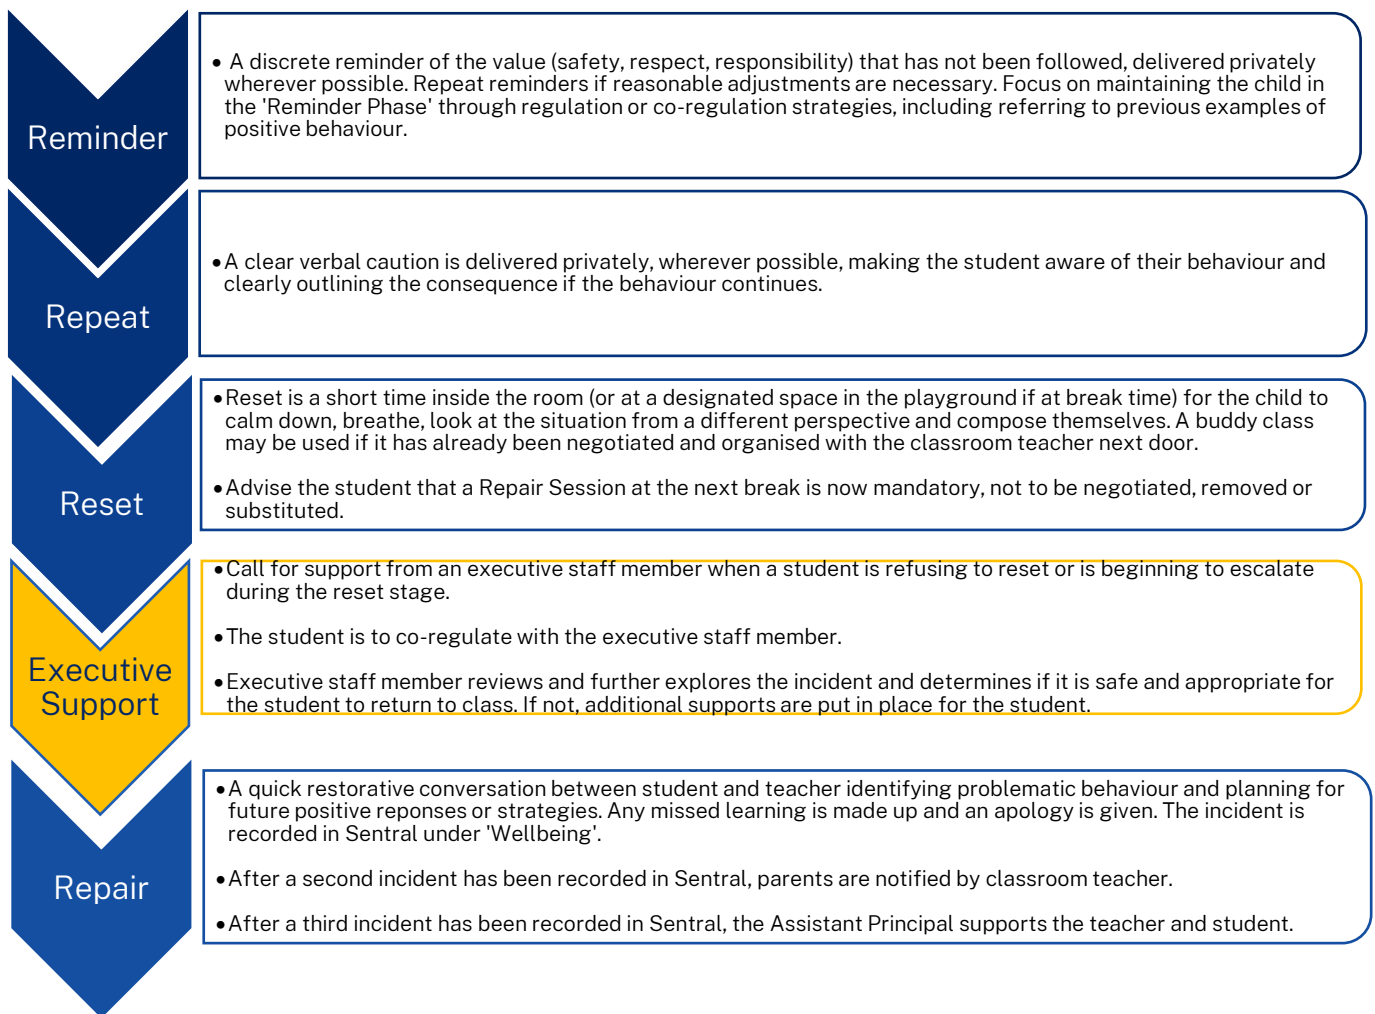 Reminder
• A discrete reminder of the value (safety, respect, responsibility) that has not been followed, delivered privately
wherever possible. Repeat reminders if reasonable adjustments are necessary. Focus on maintaining the child in
the 'Reminder Phase' through regulation or co-regulation strategies, including referring to previous examples of
positive behaviour.
Repeat
•A clear verbal caution is delivered privately, wherever possible, making the student aware of their behaviour and
clearly outlining the consequence if the behaviour continues.
Reset
•Reset is a short time inside the room (or at a designated space in the playground if at break time) for the child to
calm down, breathe, look at the situation from a different perspective and compose themselves. A buddy class
may be used if it has already been negotiated and organised with the classroom teacher next door.
•Advise the student that a Repair Session at the next break is now mandatory, not to be negotiated, removed or
substituted.
Executive
Support
•Call for support from an executive staff member when a student is refusing to reset or is beginning to escalate
during the reset stage.
•The student is to co-regulate with the executive staff member.
•Executive staff member reviews and further explores the incident and determines if it is safe and appropriate for
the student to return to class. If not, additional supports are put in place for the student.
Repair
•A quick restorative conversation between student and teacher identifying problematic behaviour and planning for
future positive reponses or strategies. Any missed learning is made up and an apology is given. The incident is
recorded in Sentral under 'Wellbeing'.
•After a second incident has been recorded in Sentral, parents are notified by classroom teacher.
•After a third incident has been recorded in Sentral, the Assistant Principal supports the teacher and student.